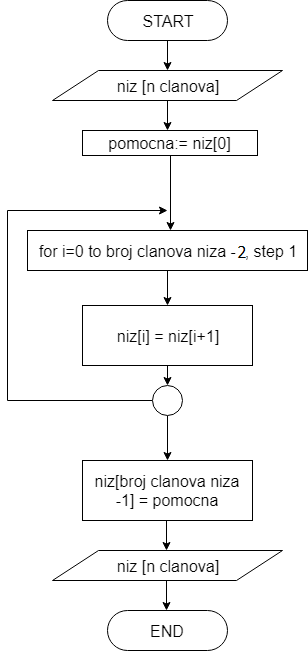 START
niz [n clanova]
pomocna:= niz[0]
for i=0 to broj clanova niza -2, step 1
niz[i] = niz[i+1]
niz[broj clanova niza
-1] = pomocna
niz [n clanova]
END